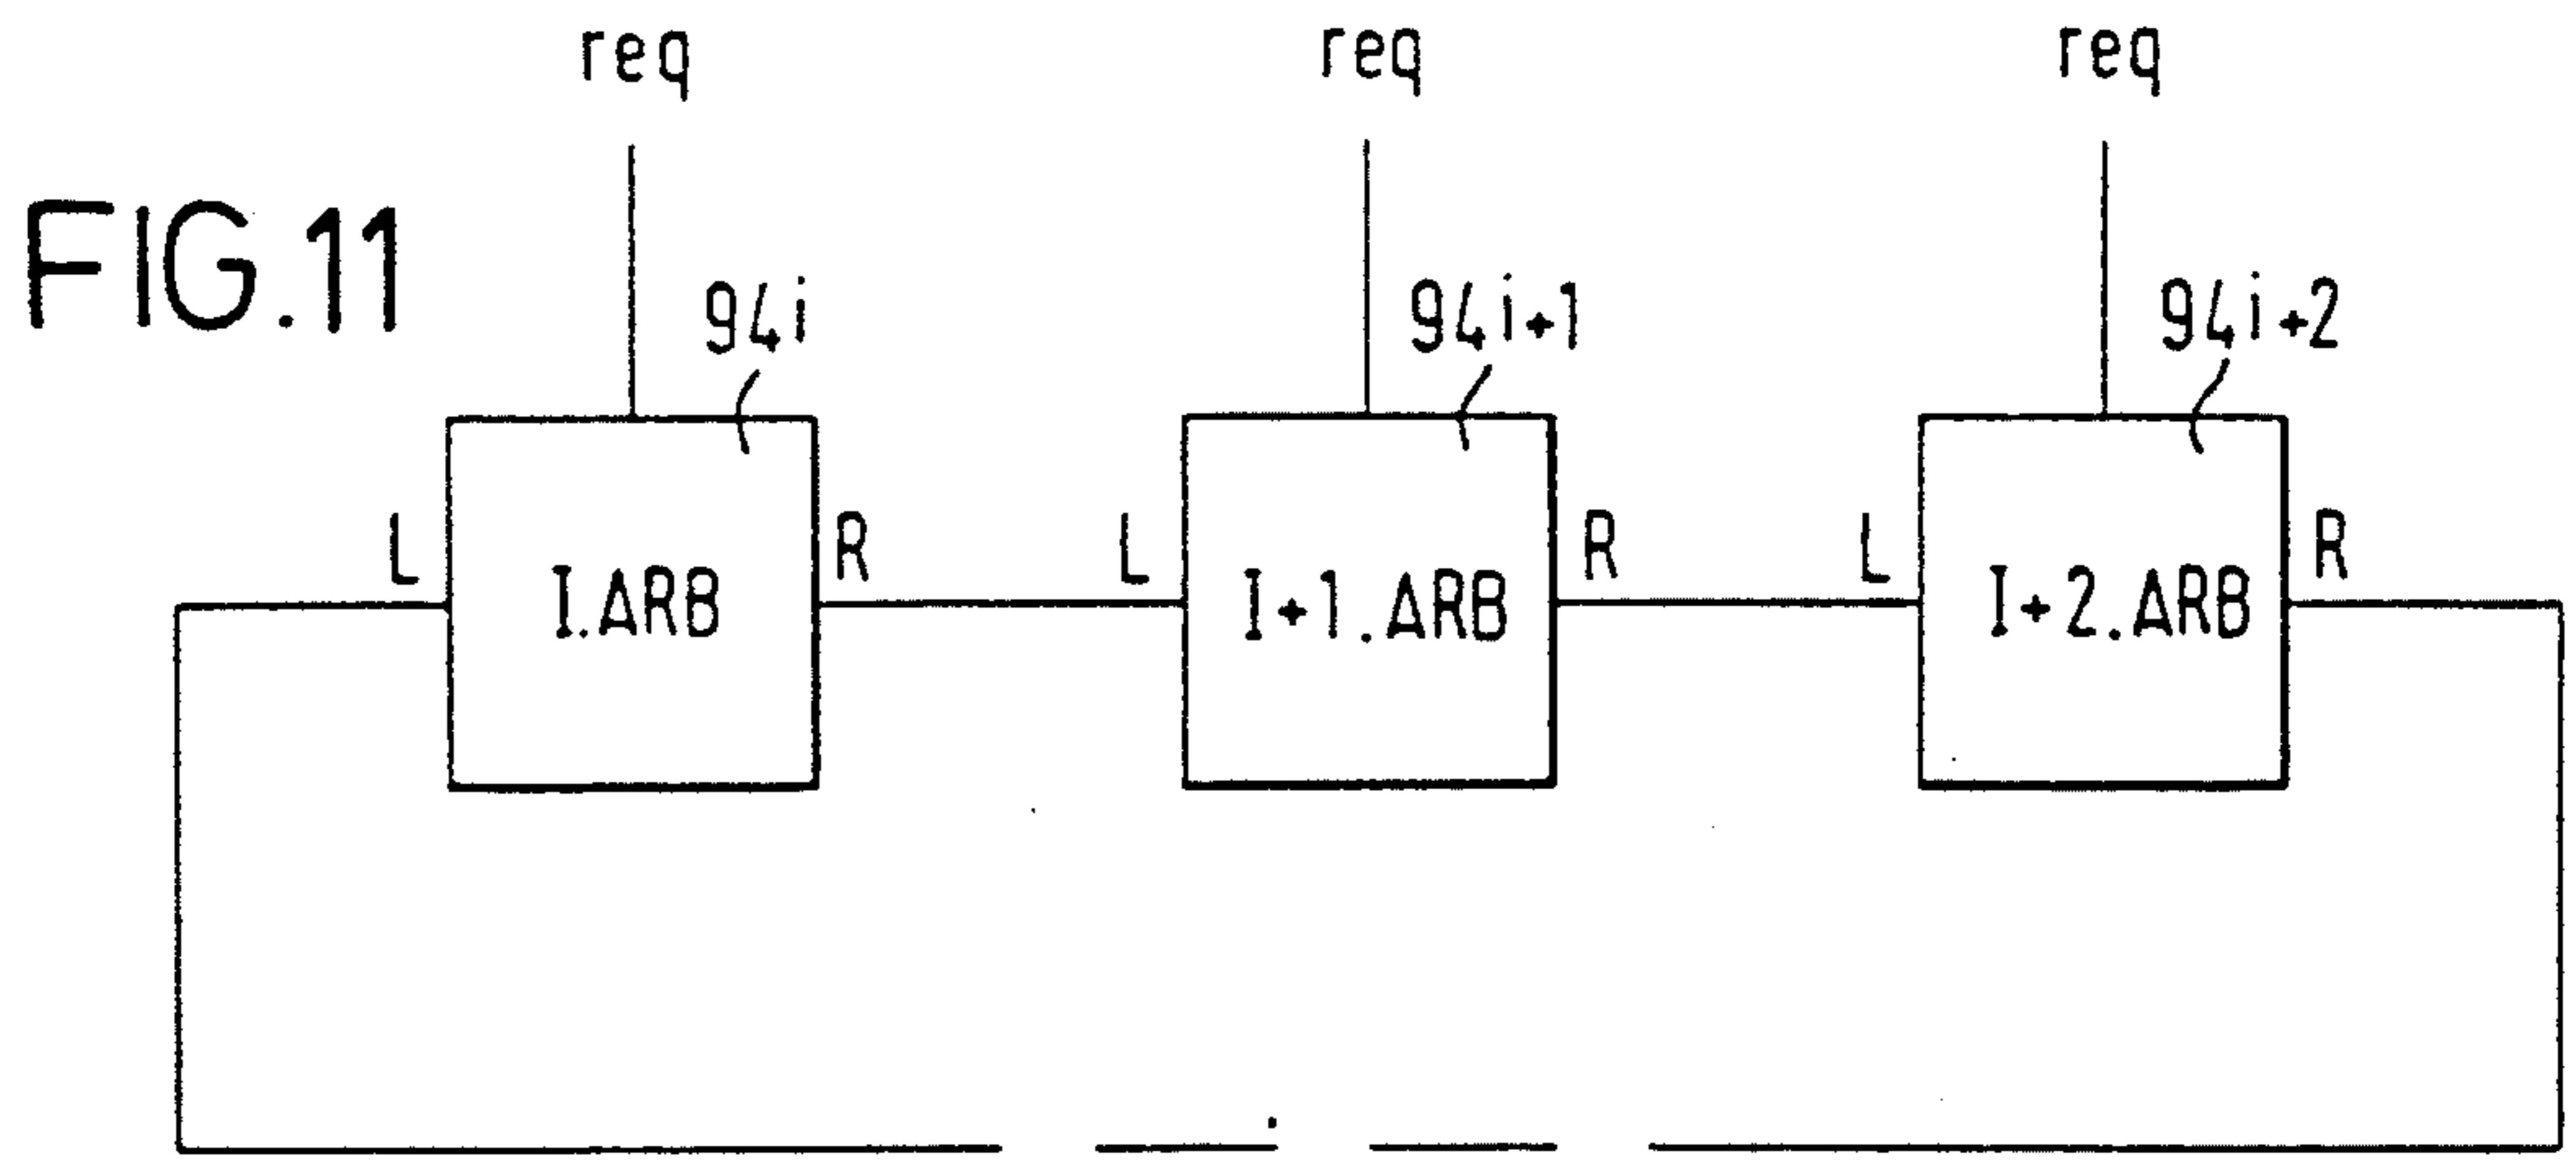 req req req
FIG.11
94i 94i+1 94i+2
L R L R L R
I.ARB I+1.ARB I+2.ARB